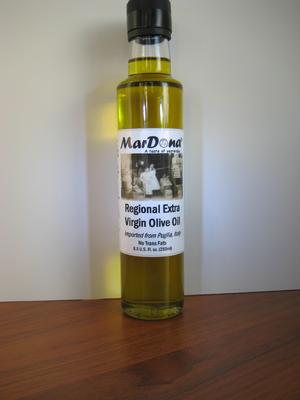 MarDona
A taste of yesterday
Regional Extra
Virgin Olive Oil
Imported from Puglia, Italy
No Trans Fats
8.5 U.S. Fl. oz. (250ml)